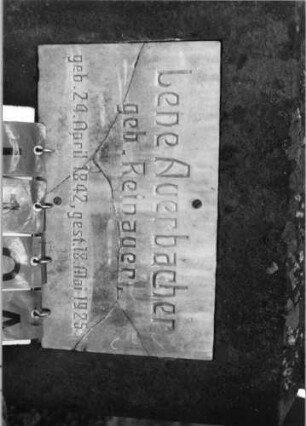 Lene Auerbacher
geb. Reinauer,
geb. 24. April 1842, gest. 18. Mai 1925.